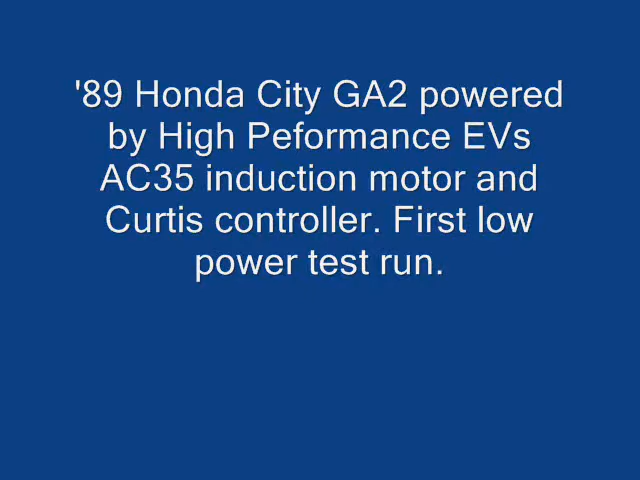 '89 Honda City GA2 powered
by High Peformance EVs
AC35 induction motor and
Curtis controller. First low
power test run.